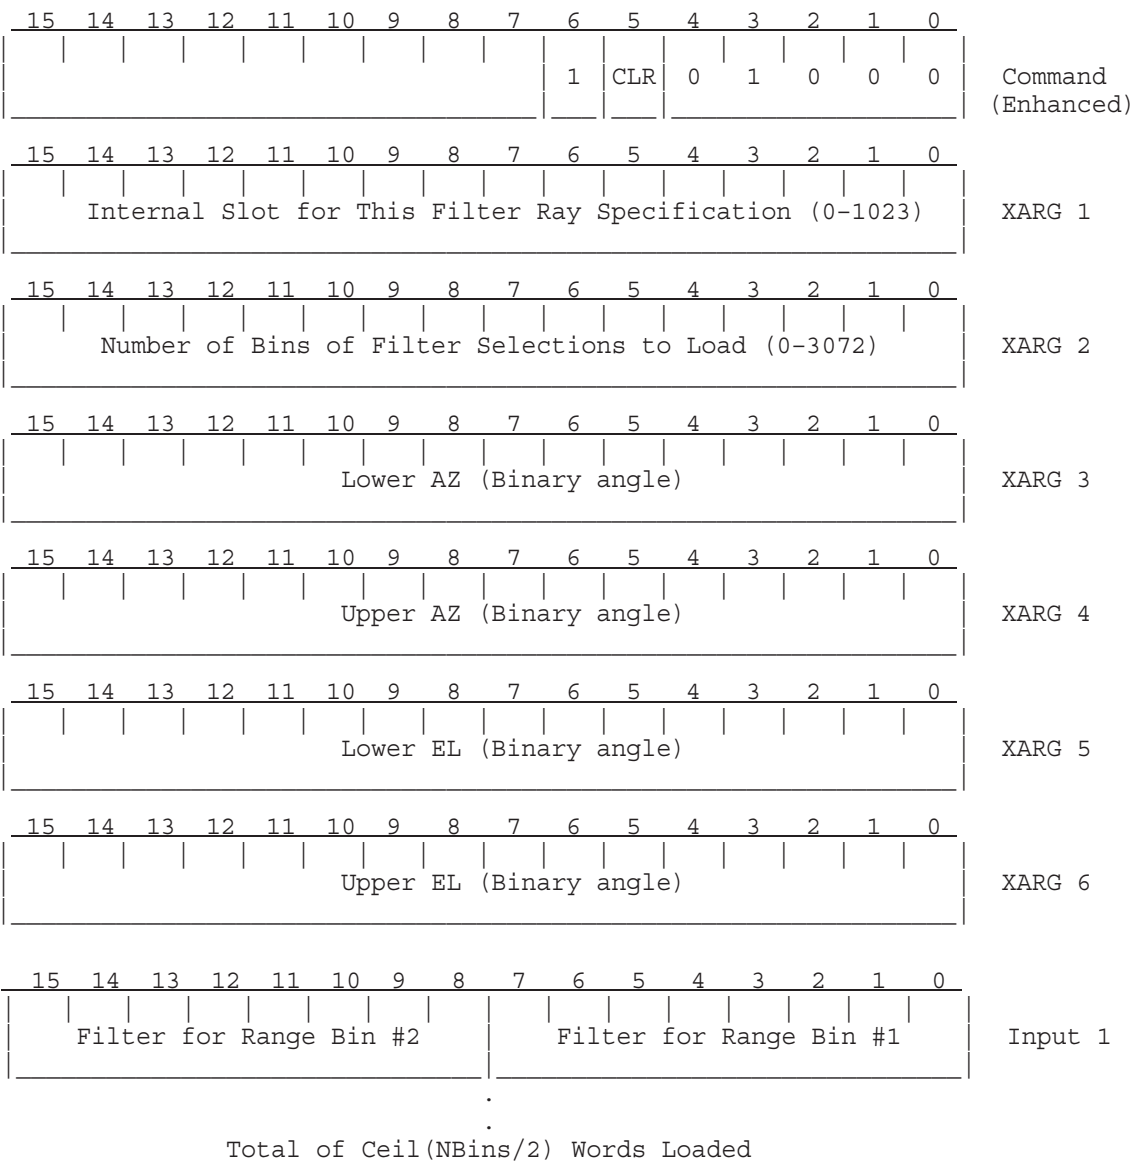 15 14 13 12 11 10 9 8 7 6 5 4 3 2 1 0
1 CLR 0 1 0 0 0 Command
(Enhanced)
15 14 13 12 11 10 9 8 7 6 5 4 3 2 1 0
Internal Slot for This Filter Ray Specification (0-1023) XARG 1
15 14 13 12 11 10 9 8 7 6 5 4 3 2 1 0
Number of Bins of Filter Selections to Load (0-3072) XARG 2
15 14 13 12 11 10 9 8 7 6 5 4 3 2 1 0
Lower AZ (Binary angle) XARG 3
15 14 13 12 11 10 9 8 7 6 5 4 3 2 1 0
Upper AZ (Binary angle) XARG 4
15 14 13 12 11 10 9 8 7 6 5 4 3 2 1 0
Lower EL (Binary angle) XARG 5
15 14 13 12 11 10 9 8 7 6 5 4 3 2 1 0
Upper EL (Binary angle) XARG 6
15 14 13 12 11 10 9 8 7 6 5 4 3 2 1 0
Filter for Range Bin #2 Filter for Range Bin #1 Input 1
.
.
Total of Ceil(NBins/2) Words Loaded